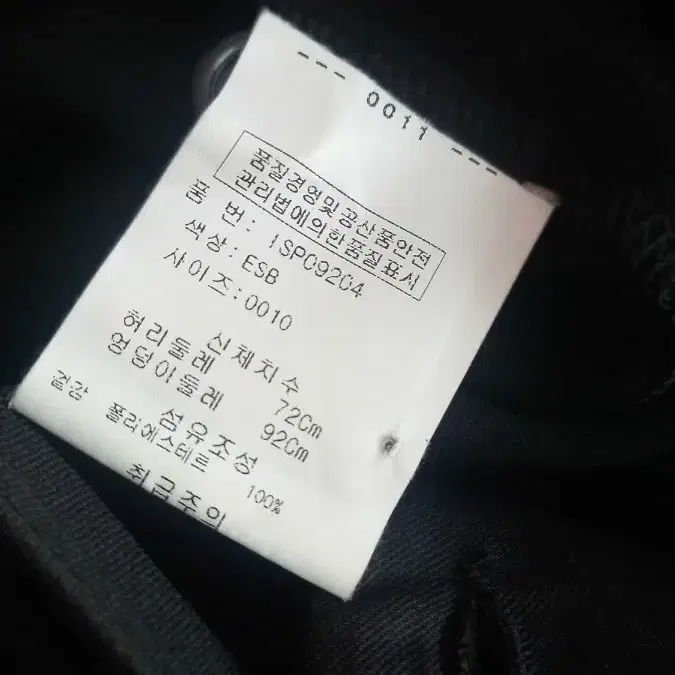 --- 0011 ---
품질경영및공산품안전
관리법에의한품질표시
품 번: ISP09204
색상: ESB
사이즈:0010
신체치수
허리둘레 72Cm
엉덩이둘레 92Cm
섬유조성
겉감 폴리에스테르 100%
취급주의